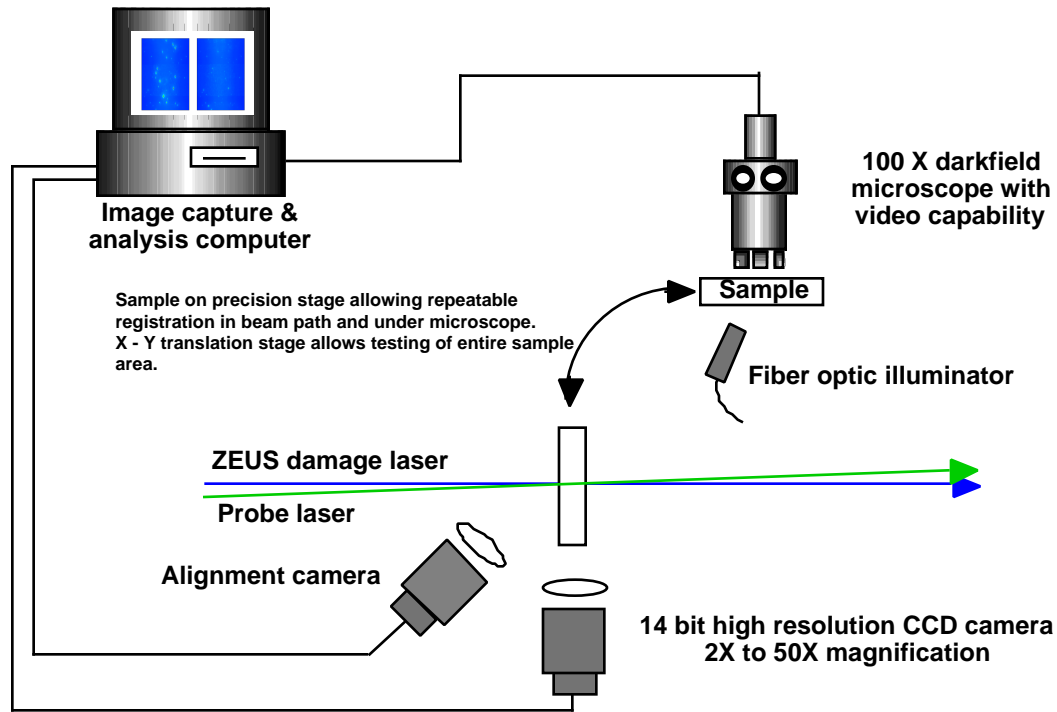 Image capture &
analysis computer
100 X darkfield
microscope with
video capability
Sample
Sample on precision stage allowing repeatable
registration in beam path and under microscope.
X - Y translation stage allows testing of entire sample
area.
Fiber optic illuminator
ZEUS damage laser
Probe laser
Alignment camera
14 bit high resolution CCD camera
2X to 50X magnification